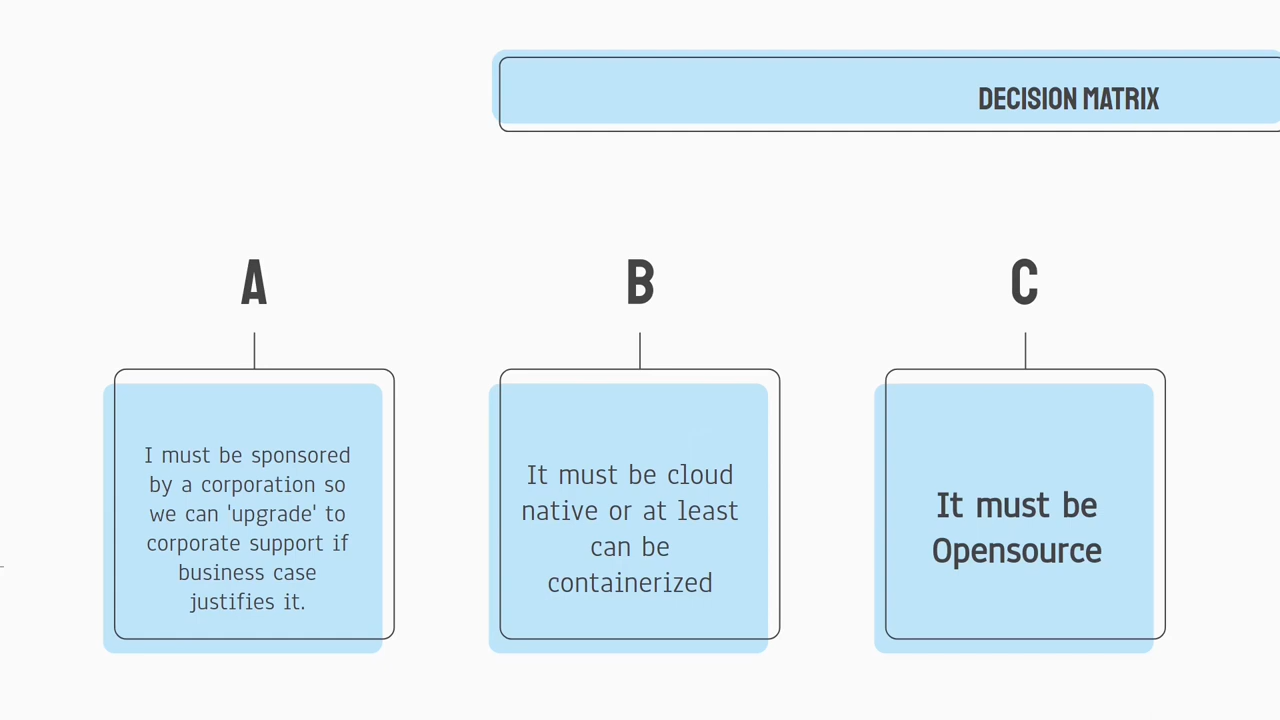 DECISION MATRIX
A
B
C
I must be sponsored
by a corporation so
we can 'upgrade' to
corporate support if
business case
justifies it.
It must be cloud
native or at least
can be
containerized
It must be
Opensource